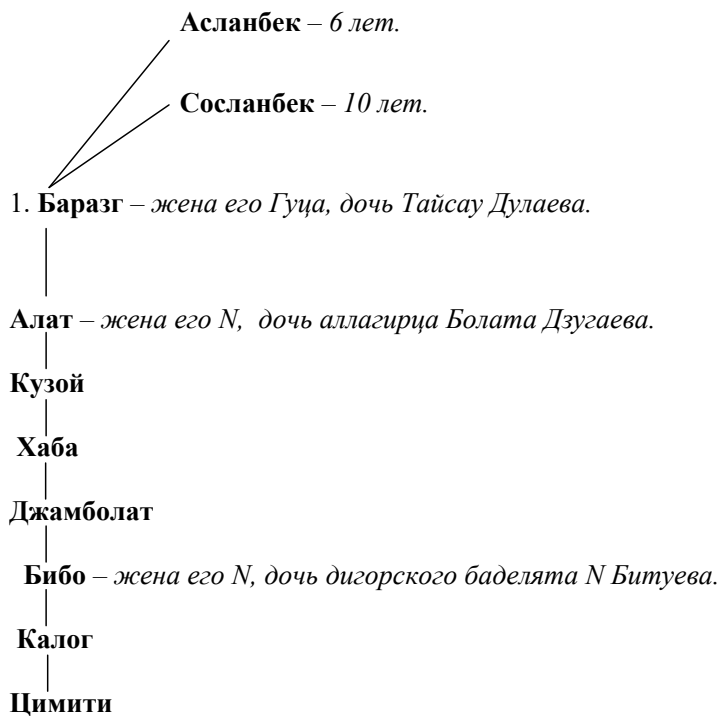 Асланбек – 6 лет.
Сосланбек – 10 лет.
1. Баразг – жена его Гуца, дочь Тайсау Дулаева.
Алат – жена его N, дочь аллагирца Болата Дзугаева.
Кузой
Хаба
Джамболат
Бибо – жена его N, дочь дигорского баделята N Битуева.
Калог
Цимити